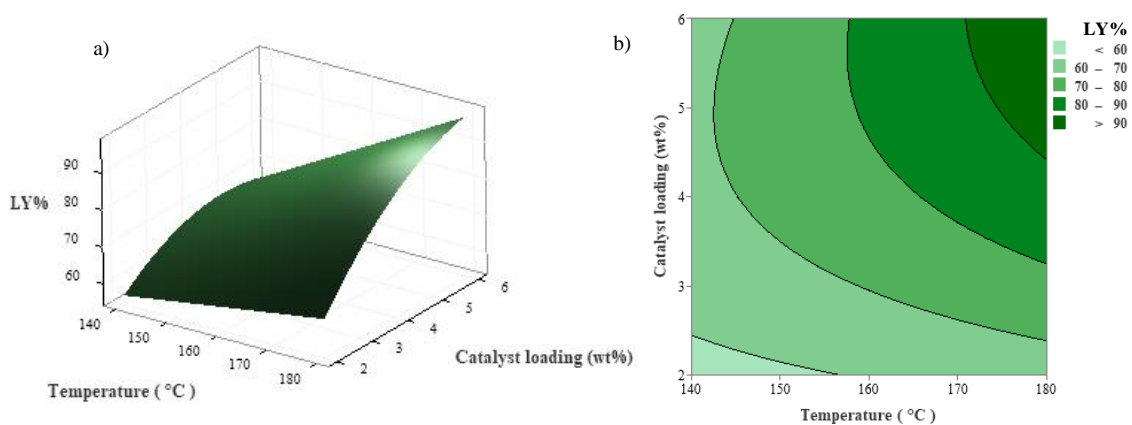 a)
LY%
90
80
70
60
140
150
160
170
180
2
3
4
5
6
Temperature ( °C )
Catalyst loading (wt%)
b)
6
5
4
3
2
140
150
160
170
180
Catalyst loading (wt%)
Temperature ( °C )
LY%
< 60
60 – 70
70 – 80
80 – 90
> 90